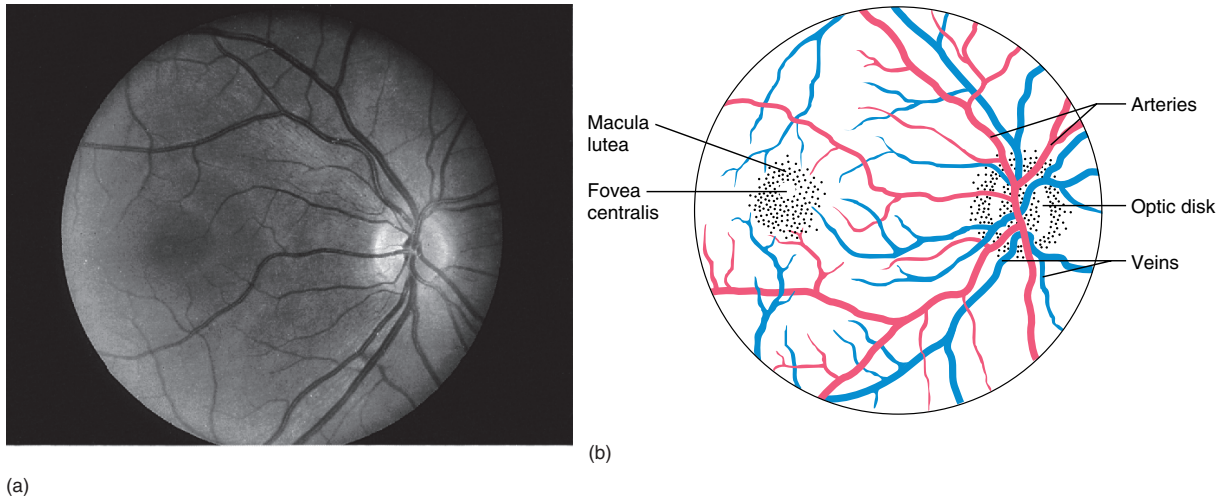 Macula
lutea
Fovea
centralis
Arteries
Optic disk
Veins
(a)
(b)